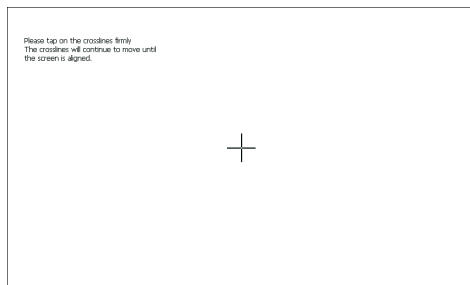 Please tap on the crosslines firmly
The crosslines will continue to move until
the screen is aligned.